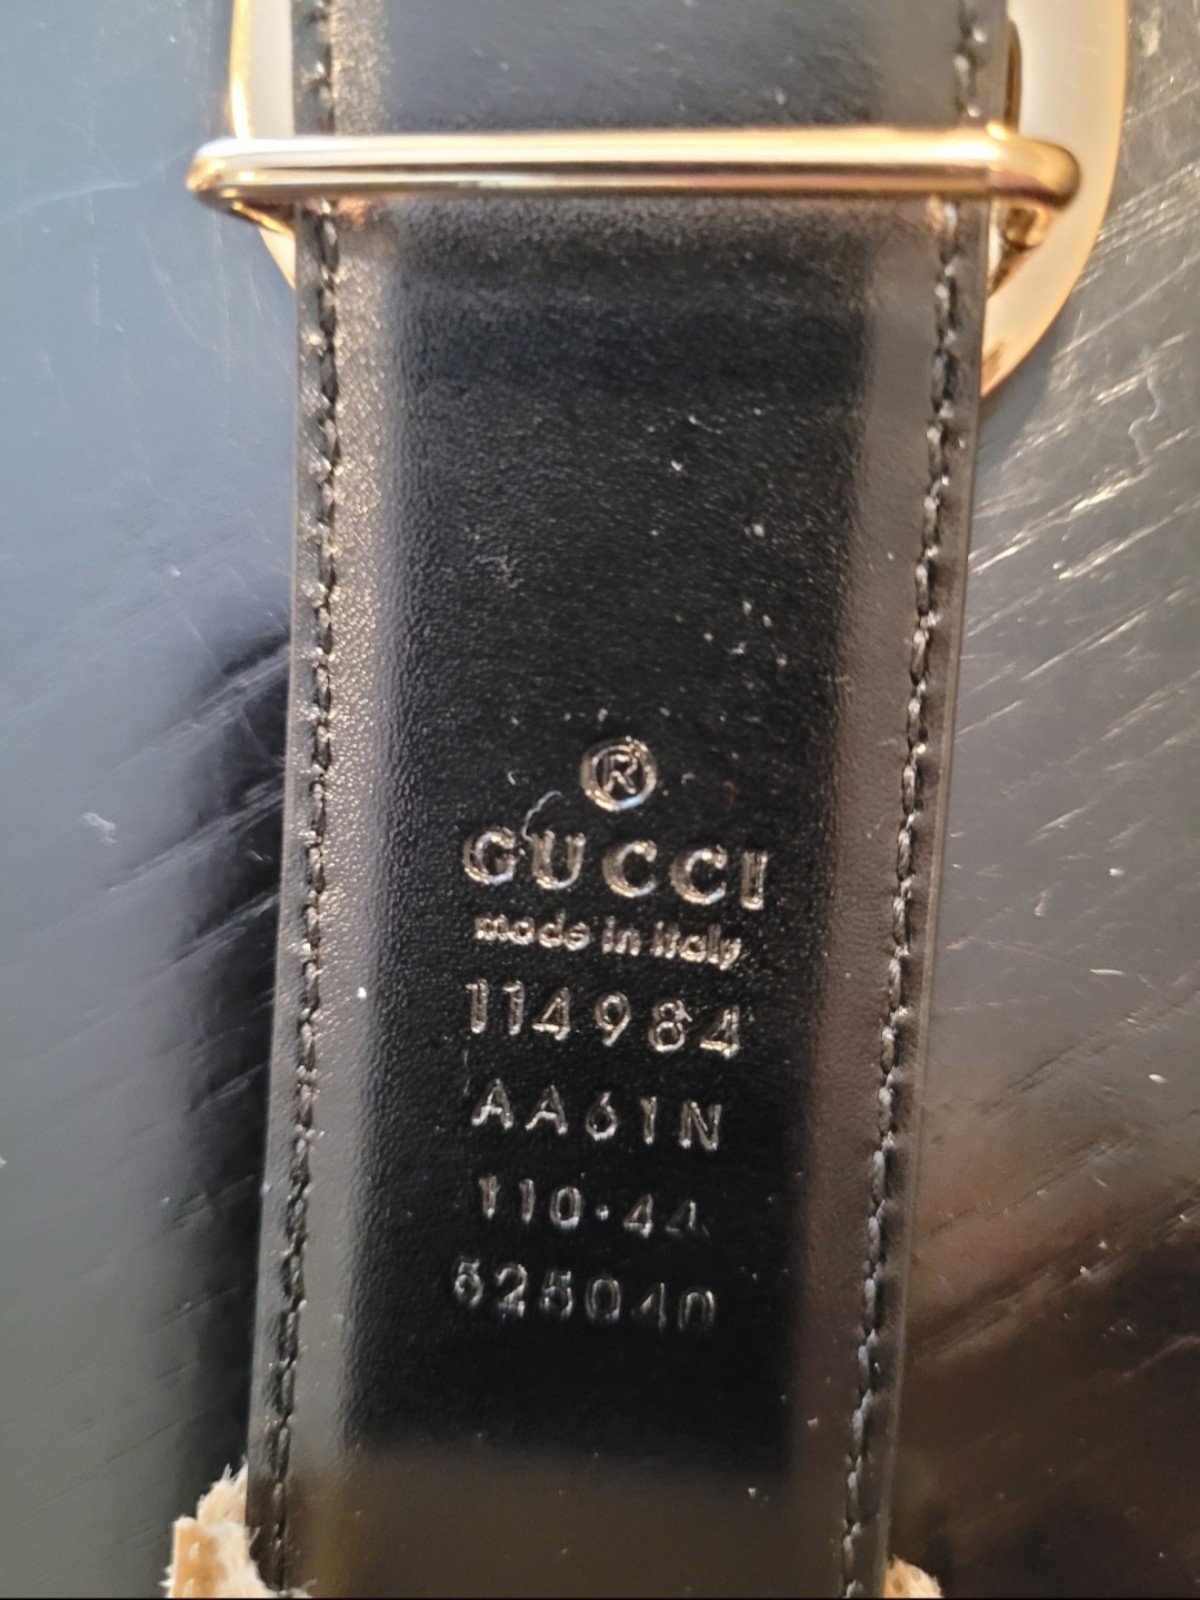 ®
GUCCI
made in italy
114984
AA61N
110·44
525040